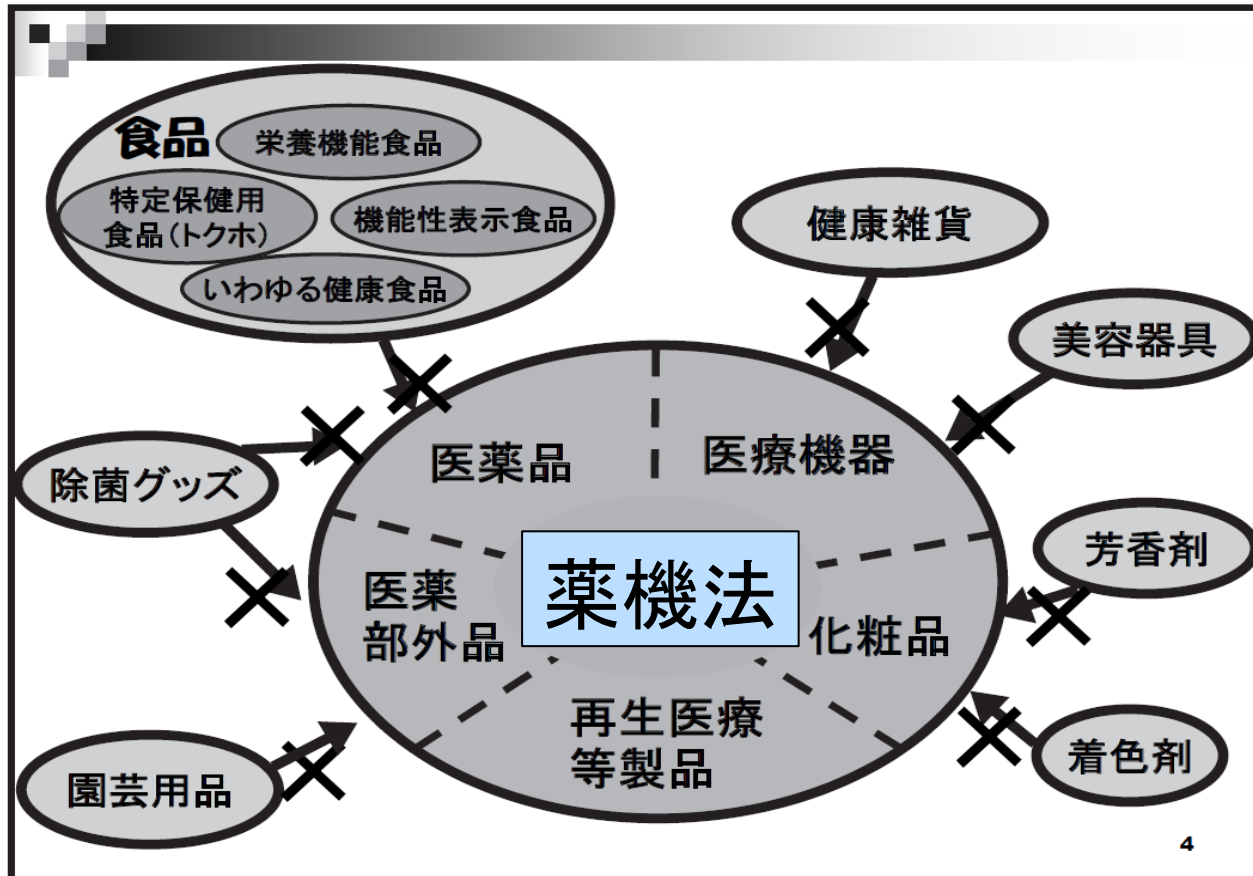 食品
栄養機能食品
特定保健用
食品（トクホ）
機能性表示食品
いわゆる健康食品
健康雑貨
美容器具
除菌グッズ
医薬品
医療機器
芳香剤
薬機法
医薬
部外品
化粧品
再生医療
等製品
園芸用品
着色剤
4